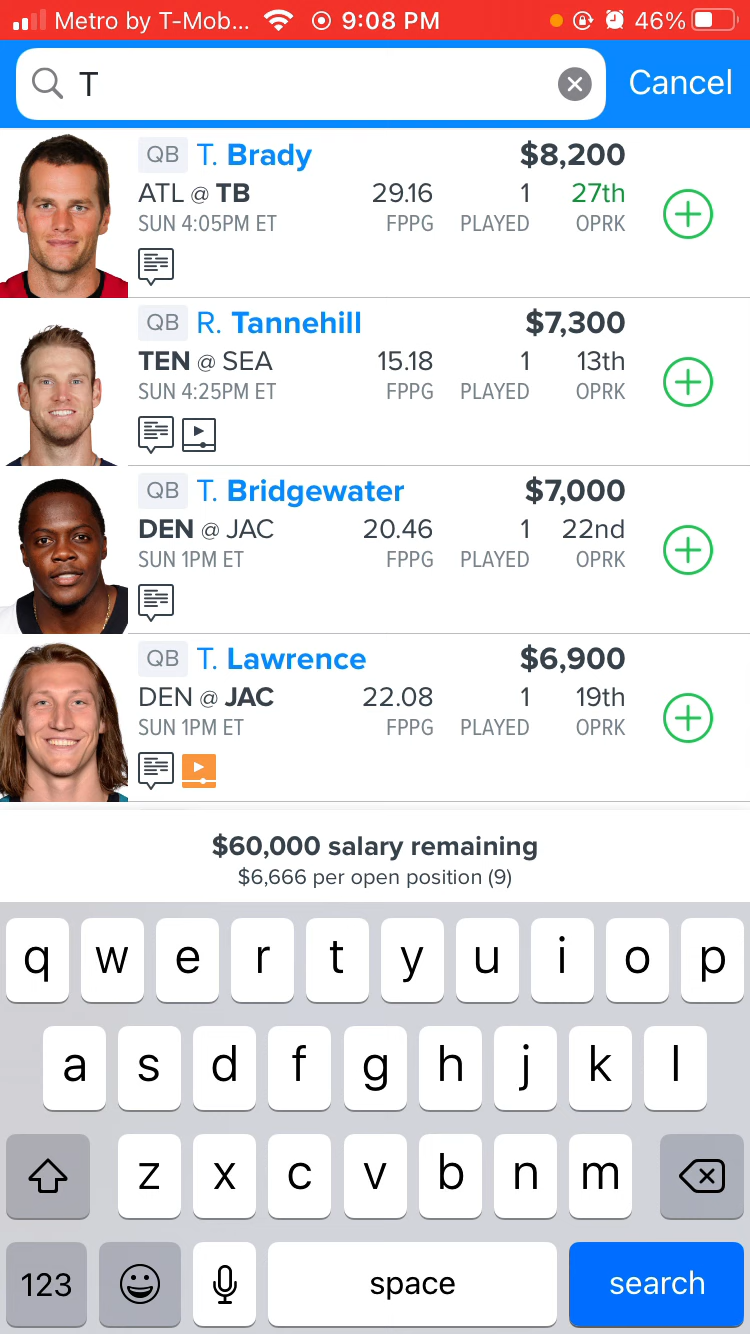 Metro by T-Mob... 9:08 PM 46%
T Cancel
QB T. Brady $8,200
ATL @ TB 29.16 1 27th
SUN 4:05PM ET FPPG PLAYED OPRK
QB R. Tannehill $7,300
TEN @ SEA 15.18 1 13th
SUN 4:25PM ET FPPG PLAYED OPRK
QB T. Bridgewater $7,000
DEN @ JAC 20.46 1 22nd
SUN 1PM ET FPPG PLAYED OPRK
QB T. Lawrence $6,900
DEN @ JAC 22.08 1 19th
SUN 1PM ET FPPG PLAYED OPRK
$60,000 salary remaining
$6,666 per open position (9)
q w e r t y u i o p
a s d f g h j k l
z x c v b n m
123 space search